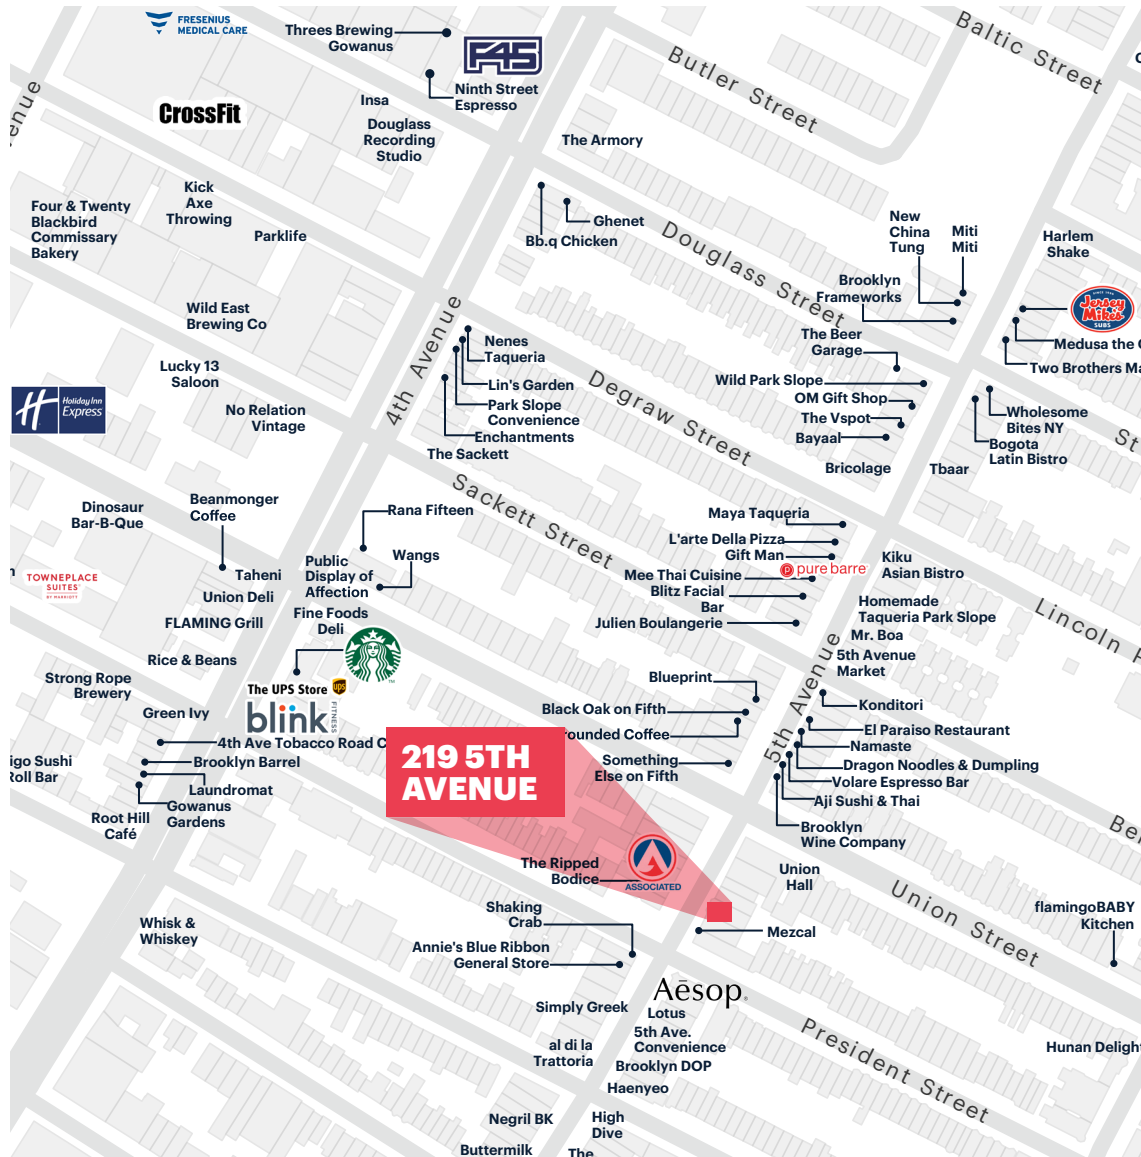 FRESENIUS
MEDICAL CARE
Threes Brewing
Gowanus
F45
Ninth Street
Espresso
Baltic Street
Butler Street
CrossFit
Insa
Douglass
Recording
Studio
The Armory
Kick
Axe
Throwing
Four & Twenty
Blackbird
Commissary
Bakery
Parklife
Ghenet
Bb.q Chicken
Douglass Street
New
China
Tung
Miti
Miti
Harlem
Shake
Brooklyn
Frameworks
SINCE 1956
Jersey
Mike's
SUBS
Wild East
Brewing Co
4th Avenue
Nenes
Taqueria
Lin's Garden
Park Slope
Convenience
Enchantments
The Sackett
Degraw Street
The Beer
Garage
Medusa the
Two Brothers
Wild Park Slope
OM Gift Shop
The Vspot
Bayaal
Bricolage
Tbaar
Wholesome
Bites NY
Bogota
Latin Bistro
St
Lucky 13
Saloon
Holiday Inn
Express
No Relation
Vintage
Sackett Street
Dinosaur
Bar-B-Que
Beanmonger
Coffee
Rana Fifteen
Wangs
Public
Display of
Affection
Taheni
Union Deli
Fine Foods
Deli
FLAMING Grill
TOWNEPLACE
SUITES
BY MARRIOTT
Maya Taqueria
L'arte Della Pizza
Gift Man
pure barre
Mee Thai Cuisine
Blitz Facial
Bar
Julien Boulangerie
Kiku
Asian Bistro
Homemade
Taqueria Park Slope
Mr. Boa
5th Avenue
Market
Lincoln
5th Avenue
Rice & Beans
Strong Rope
Brewery
Green Ivy
The UPS Store
ups
blink
FITNESS
4th Ave Tobacco Road
Brooklyn Barrel
Laundromat
Gowanus
Gardens
Root Hill
Café
Roll Bar
Blueprint
Black Oak on Fifth
Coffee
Something
Else on Fifth
Konditori
El Paraiso Restaurant
Namaste
Dragon Noodles & Dumpling
Volare Espresso Bar
Aji Sushi & Thai
Brooklyn
Wine Company
219 5TH
AVENUE
The Ripped
Bodice
ASSOCIATED
Union
Hall
Union Street
flamingoBABY
Kitchen
Shaking
Crab
Annie's Blue Ribbon
General Store
Mezcal
Whisk &
Whiskey
Aēsop.
Simply Greek
Lotus
5th Ave.
Convenience
al di la
Trattoria
Brooklyn DOP
Haenyeo
President Street
Hunan Delight
Negril BK
High
Dive
Buttermilk
The